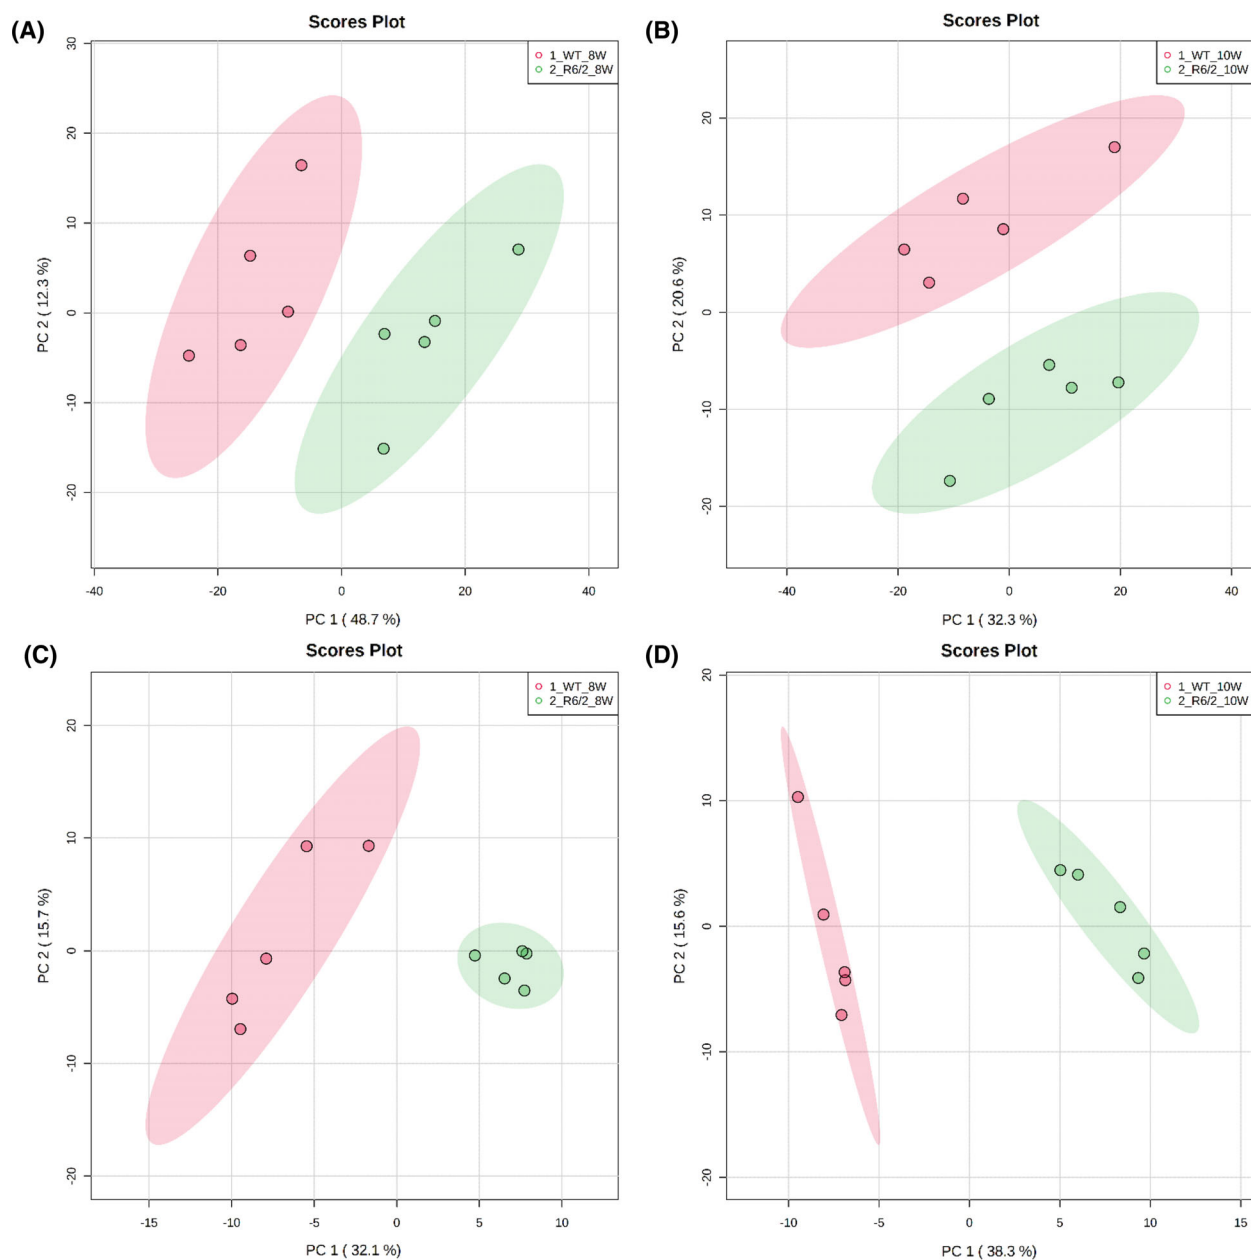 (A)
Scores Plot
1_WT_8W
2_R6/2_8W
30
20
10
0
-10
-20
PC 2 ( 12.3 %)
-40
-20
0
20
40
PC 1 ( 48.7 %)
(B)
Scores Plot
1_WT_10W
2_R6/2_10W
20
10
0
-10
-20
PC 2 ( 20.6 %)
-40
-20
0
20
40
PC 1 ( 32.3 %)
(C)
Scores Plot
1_WT_8W
2_R6/2_8W
20
10
0
-10
-20
PC 2 ( 15.7 %)
-15
-10
-5
0
5
10
PC 1 ( 32.1 %)
(D)
Scores Plot
1_WT_10W
2_R6/2_10W
20
10
0
-10
-20
PC 2 ( 15.6 %)
-10
-5
0
5
10
15
PC 1 ( 38.3 %)